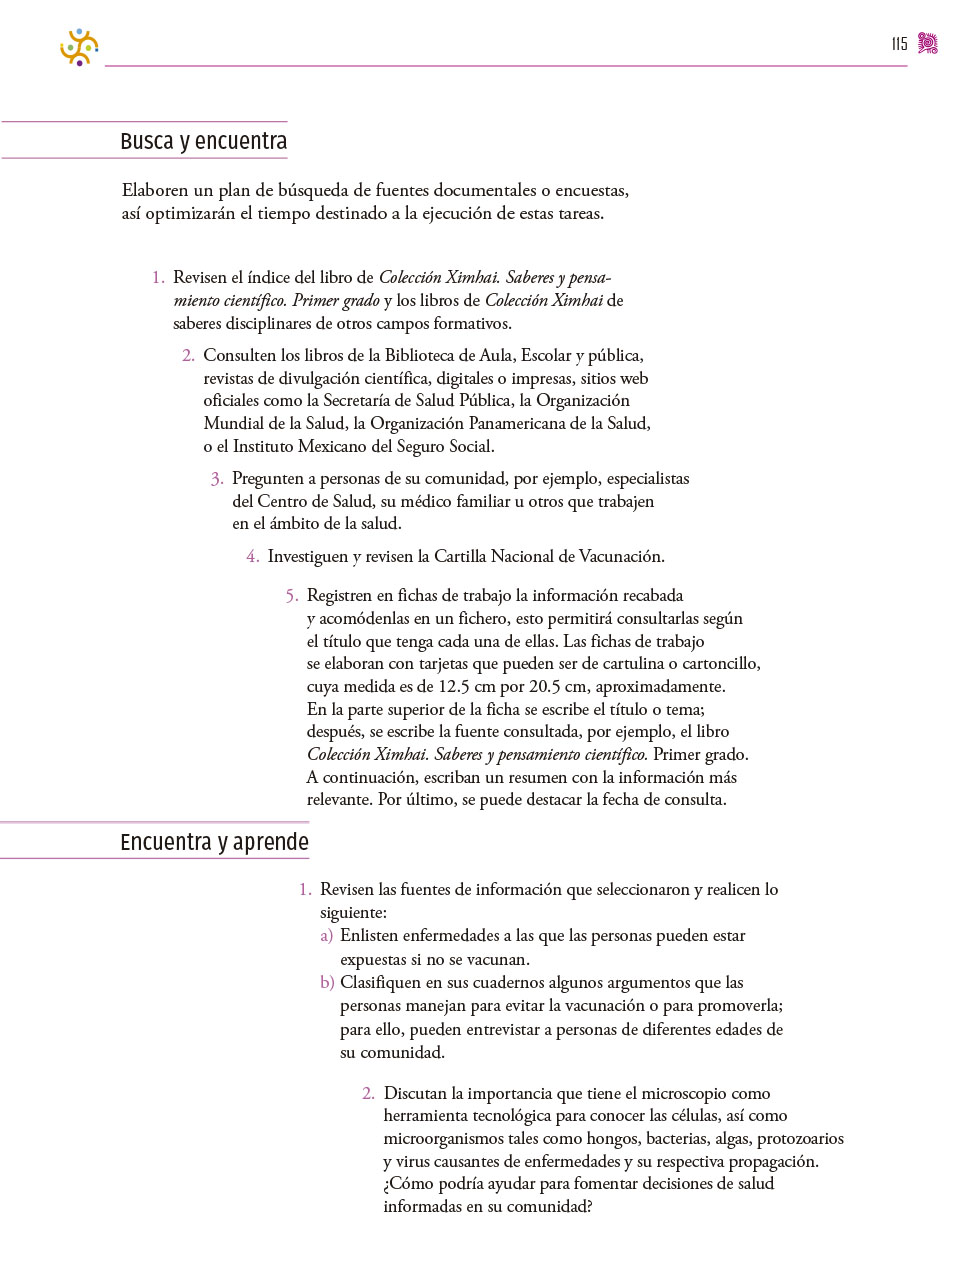 115
Busca y encuentra
Elaboren un plan de búsqueda de fuentes documentales o encuestas,
así optimizarán el tiempo destinado a la ejecución de estas tareas.
1. Revisen el índice del libro de Colección Ximhai. Saberes y pensa-
miento científico. Primer grado y los libros de Colección Ximhai de
saberes disciplinares de otros campos formativos.
2. Consulten los libros de la Biblioteca de Aula, Escolar y pública,
revistas de divulgación científica, digitales o impresas, sitios web
oficiales como la Secretaría de Salud Pública, la Organización
Mundial de la Salud, la Organización Panamericana de la Salud,
o el Instituto Mexicano del Seguro Social.
3. Pregunten a personas de su comunidad, por ejemplo, especialistas
del Centro de Salud, su médico familiar u otros que trabajen
en el ámbito de la salud.
4. Investiguen y revisen la Cartilla Nacional de Vacunación.
5. Registren en fichas de trabajo la información recabada
y acomódenlas en un fichero, esto permitirá consultarlas según
el título que tenga cada una de ellas. Las fichas de trabajo
se elaboran con tarjetas que pueden ser de cartulina o cartoncillo,
cuya medida es de 12.5 cm por 20.5 cm, aproximadamente.
En la parte superior de la ficha se escribe el título o tema;
después, se escribe la fuente consultada, por ejemplo, el libro
Colección Ximhai. Saberes y pensamiento científico. Primer grado.
A continuación, escriban un resumen con la información más
relevante. Por último, se puede destacar la fecha de consulta.
Encuentra y aprende
1. Revisen las fuentes de información que seleccionaron y realicen lo
siguiente:
a) Enlisten enfermedades a las que las personas pueden estar
expuestas si no se vacunan.
b) Clasifiquen en sus cuadernos algunos argumentos que las
personas manejan para evitar la vacunación o para promoverla;
para ello, pueden entrevistar a personas de diferentes edades de
su comunidad.
2. Discutan la importancia que tiene el microscopio como
herramienta tecnológica para conocer las células, así como
microorganismos tales como hongos, bacterias, algas, protozoarios
y virus causantes de enfermedades y su respectiva propagación.
¿Cómo podría ayudar para fomentar decisiones de salud
informadas en su comunidad?